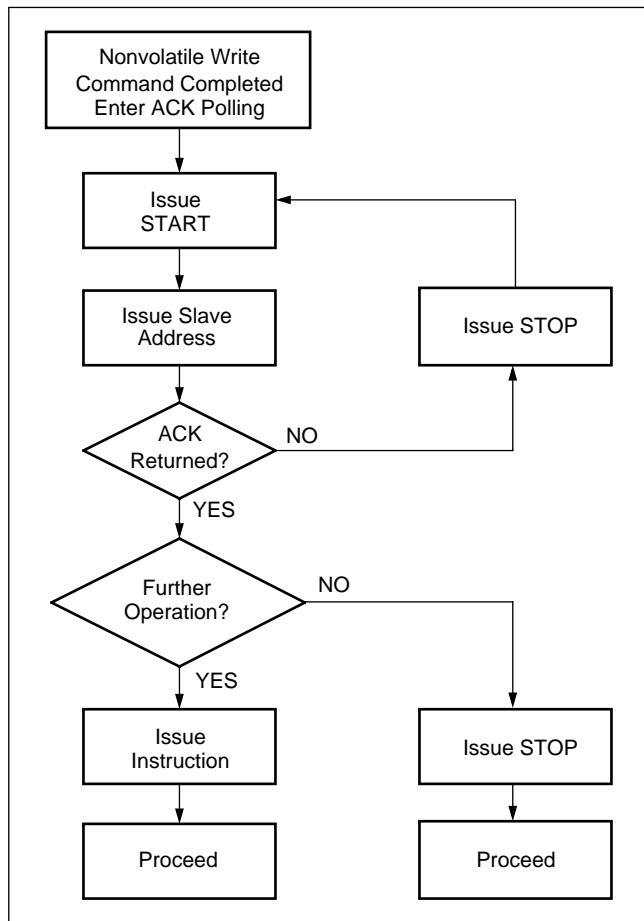 Nonvolatile Write
Command Completed
Enter ACK Polling
Issue
START
Issue Slave
Address
Issue STOP
ACK
Returned?
NO
YES
Further
Operation?
NO
YES
Issue
Instruction
Issue STOP
Proceed
Proceed